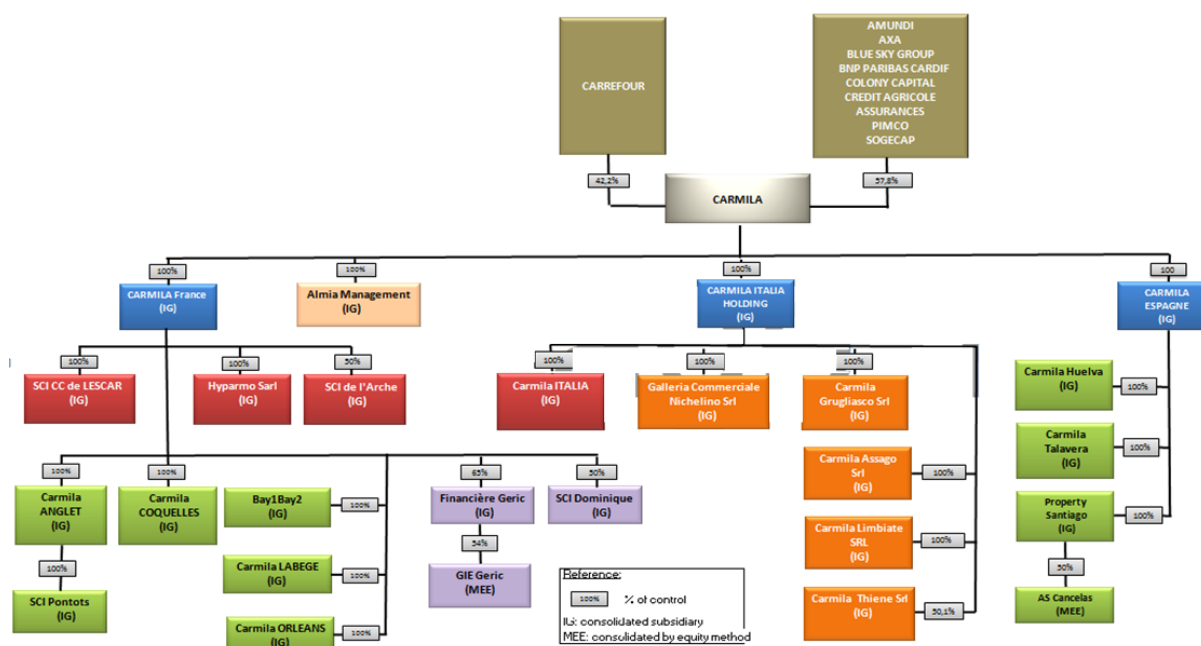 CARREFOUR
AMUNDI
AXA
BLUE SKY GROUP
BNP PARIBAS CARDIF
COLONY CAPITAL
CREDIT AGRICOLE
ASSURANCES
PIMCO
SOGECAP
42,2%
57,8%
CARMILA
100%
100%
100%
100
CARMILA France
(IG)
Almia Management
(IG)
CARMILA ITALIA
HOLDING
(IG)
CARMILA
ESPAGNE
(IG)
100%
100%
50%
100%
100%
100%
SCI CC de LESCAR
(IG)
Hyparmo Sarl
(IG)
SCI de l'Arche
(IG)
Carmila ITALIA
(IG)
Galleria Commerciale
Nichelino Srl
(IG)
Carmila
Grugliasco Srl
(IG)
Carmila Huelva
(IG)
100%
Carmila
Talavera
(IG)
100%
Carmila Assago
Srl
(IG)
100%
100%
100%
65%
50%
Carmila
ANGLET
(IG)
Carmila
COQUELLES
(IG)
Bay1Bay2
(IG)
100%
Financière Geric
(IG)
SCI Dominique
(IG)
Property
Santiago
(IG)
100%
Carmila Limbiate
SRL
(IG)
100%
54%
100%
Carmila LABEGE
(IG)
100%
GIE Geric
(MEE)
50%
SCI Pontots
(IG)
Carmila ORLEANS
(IG)
100%
Carmila Thiene Srl
(IG)
50,1%
AS Cancelas
(MEE)
Reference:
100% % of control
IG: consolidated subsidiary
MEE: consulidated by equity method